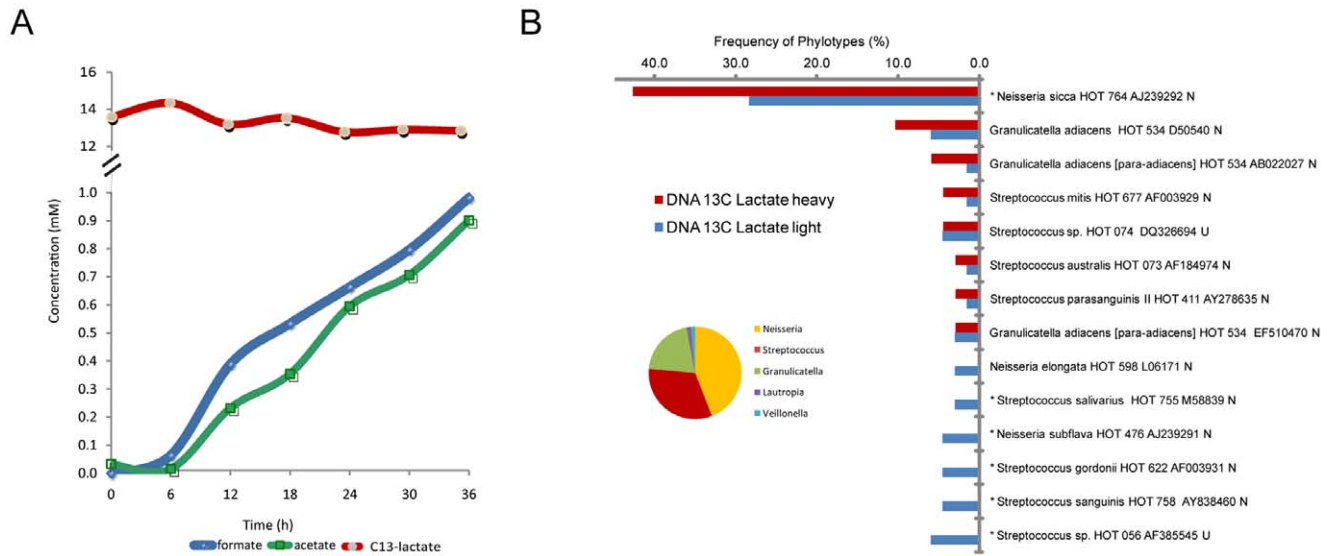 A
16
14
12
1.0
0.9
0.8
0.7
0.6
0.5
0.4
0.3
0.2
0.1
0.0
Concentration (mM)
0 6 12 18 24 30 36
Time (h)
formate acetate C13-lactate
B
Frequency of Phylotypes (%)
40.0 30.0 20.0 10.0 0.0
* Neisseria sicca HOT 764 AJ239292 N
Granulicatella adiacens HOT 534 D50540 N
Granulicatella adiacens [para-adiacens] HOT 534 AB022027 N
Streptococcus mitis HOT 677 AF003929 N
Streptococcus sp. HOT 074 DQ326694 U
Streptococcus australis HOT 073 AF184974 N
Streptococcus parasanguinis II HOT 411 AY278635 N
Granulicatella adiacens [para-adiacens] HOT 534 EF510470 N
Neisseria elongata HOT 598 L06171 N
* Streptococcus salivarius HOT 755 M58839 N
* Neisseria subflava HOT 476 AJ239291 N
* Streptococcus gordonii HOT 622 AF003931 N
* Streptococcus sanguinis HOT 758 AY838460 N
* Streptococcus sp. HOT 056 AF385545 U
DNA 13C Lactate heavy
DNA 13C Lactate light
Neisseria
Streptococcus
Granulicatella
Lautropia
Veillonella